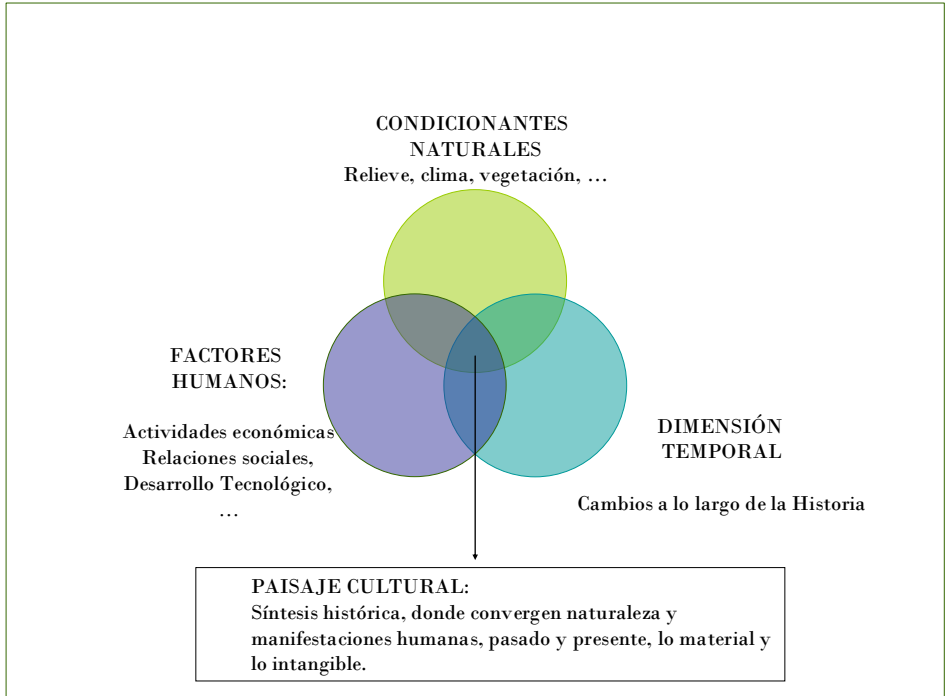 CONDICIONANTES
NATURALES
Relieve, clima, vegetación, …
FACTORES
HUMANOS:
Actividades económicas
Relaciones sociales,
Desarrollo Tecnológico,
…
DIMENSIÓN
TEMPORAL
Cambios a lo largo de la Historia
PAISAJE CULTURAL:
Síntesis histórica, donde convergen naturaleza y
manifestaciones humanas, pasado y presente, lo material y
lo intangible.